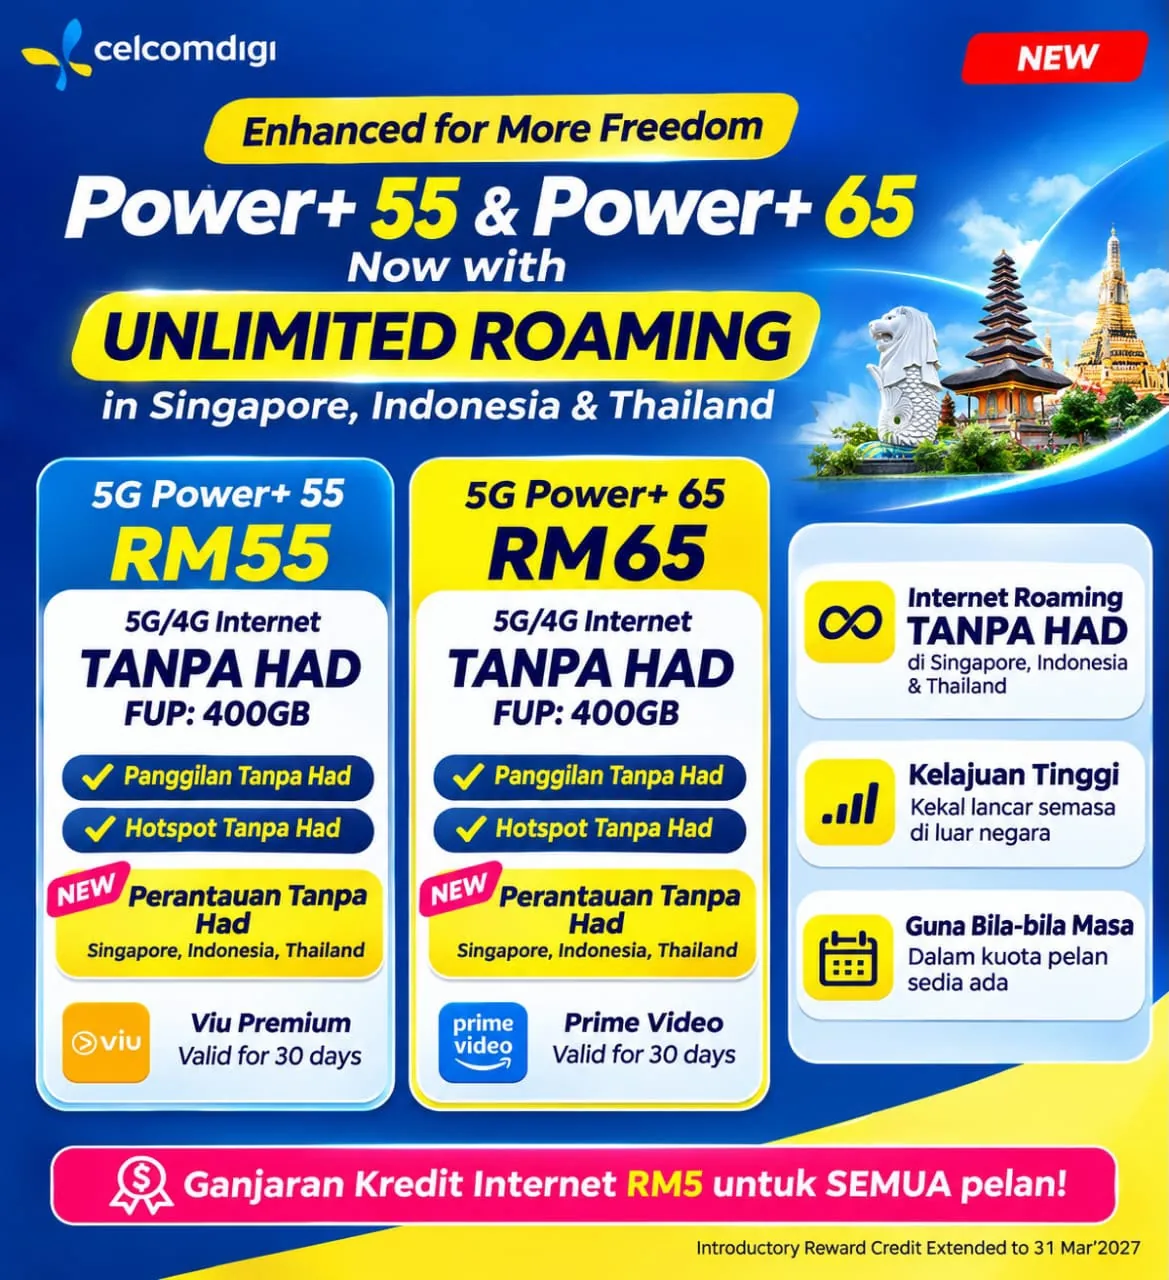 celcomdigi
NEW
Enhanced for More Freedom
Power+ 55 & Power+ 65
Now with
UNLIMITED ROAMING
in Singapore, Indonesia & Thailand
5G Power+ 55
RM55
5G/4G Internet
TANPA HAD
FUP: 400GB
Panggilan Tanpa Had
Hotspot Tanpa Had
NEW
Perantauan Tanpa
Had
Singapore, Indonesia, Thailand
viu
Viu Premium
Valid for 30 days
5G Power+ 65
RM65
5G/4G Internet
TANPA HAD
FUP: 400GB
Panggilan Tanpa Had
Hotspot Tanpa Had
NEW
Perantauan Tanpa
Had
Singapore, Indonesia, Thailand
prime
video
Prime Video
Valid for 30 days
Internet Roaming
TANPA HAD
di Singapore, Indonesia
& Thailand
Kelajuan Tinggi
Kekal lancar semasa
di luar negara
Guna Bila-bila Masa
Dalam kuota pelan
sedia ada
$
Ganjaran Kredit Internet RM5 untuk SEMUA pelan!
Introductory Reward Credit Extended to 31 Mar'2027